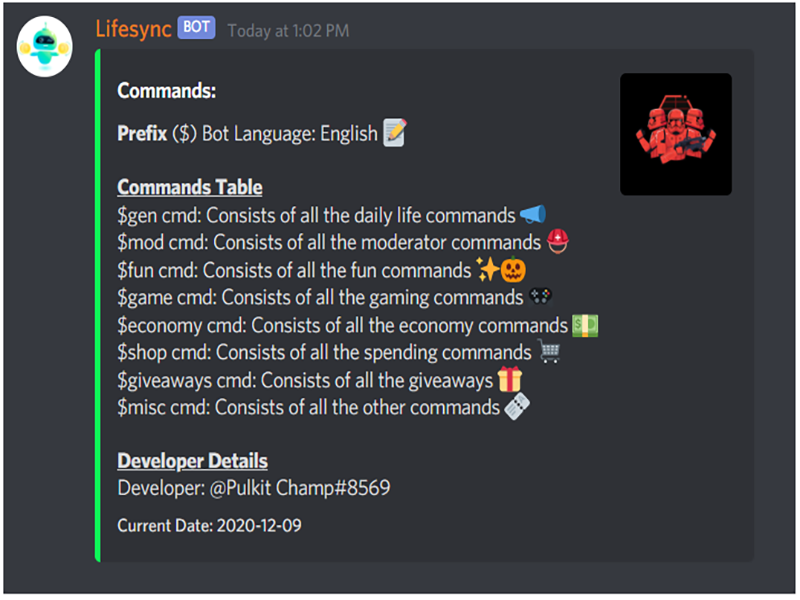 Lifesync BOT Today at 1:02 PM
Commands:
Prefix ($) Bot Language: English 📝
Commands Table
$gen cmd: Consists of all the daily life commands 📣
$mod cmd: Consists of all the moderator commands ⛑️
$fun cmd: Consists of all the fun commands ✨🎃
$game cmd: Consists of all the gaming commands 🎮
$economy cmd: Consists of all the economy commands 💵
$shop cmd: Consists of all the spending commands 🛒
$giveaways cmd: Consists of all the giveaways 🎁
$misc cmd: Consists of all the other commands
Developer Details
Developer: @Pulkit Champ#8569
Current Date: 2020-12-09